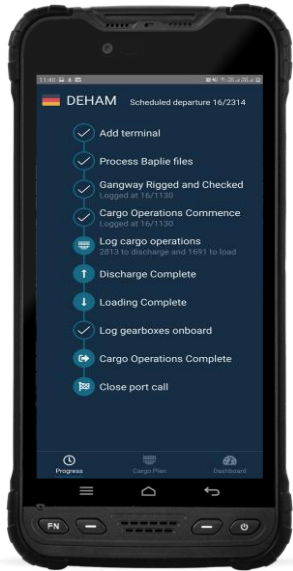 11:40
DEHAM Scheduled departure 16/2314
Add terminal
Process Baplie files
Gangway Rigged and Checked
Logged at 16/1130
Cargo Operations Commence
Logged at 16/1130
Log cargo operations
2813 to discharge and 1691 to load
Discharge Complete
Loading Complete
Log gearboxes onboard
Cargo Operations Complete
Close port call
Progress Cargo Plan Dashboard
FN